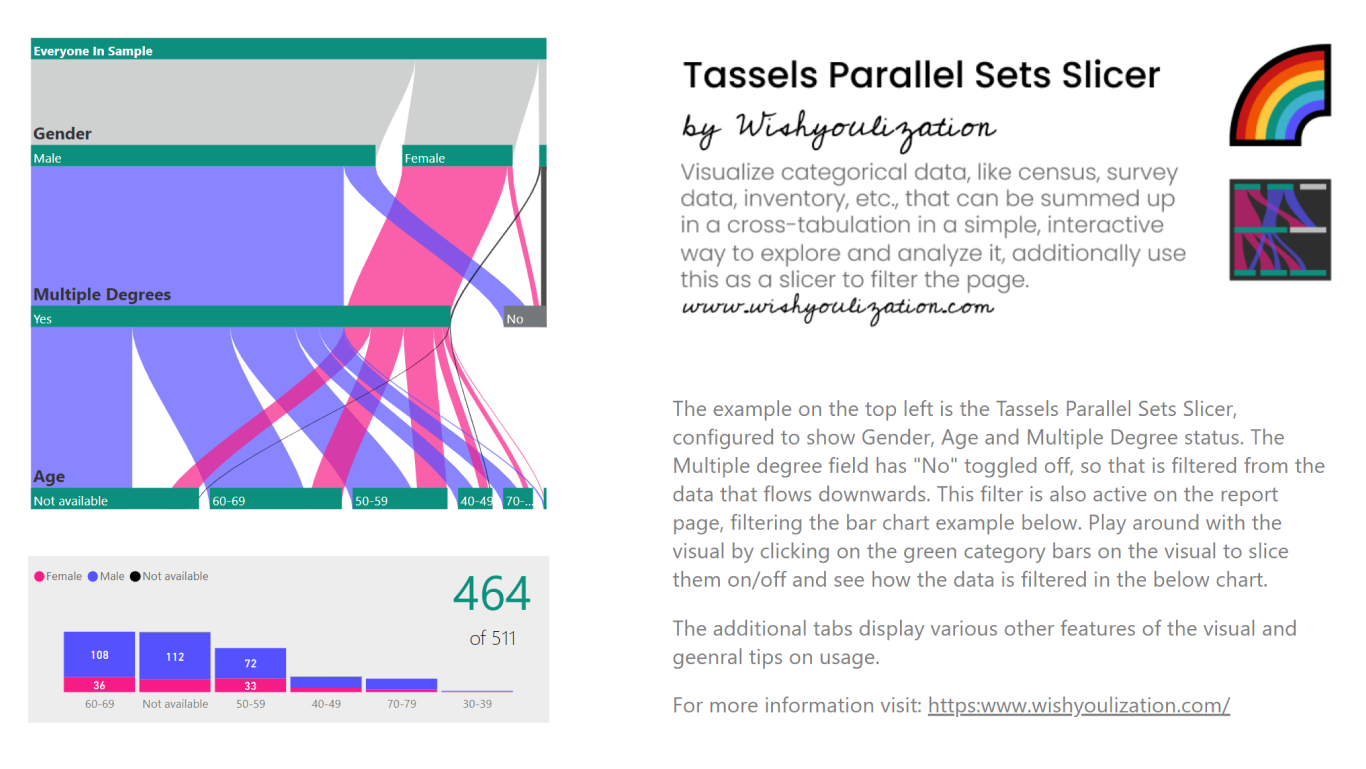 Everyone In Sample
Gender
Male
Female
Multiple Degrees
Yes
No
Age
Not available
60-69
50-59
40-49
70-...
Female
Male
Not available
464
of 511
108
112
72
36
33
60-69
Not available
50-59
40-49
70-79
30-39
Tassels Parallel Sets Slicer
by Wishyoulization
Visualize categorical data, like census, survey
data, inventory, etc., that can be summed up
in a cross-tabulation in a simple, interactive
way to explore and analyze it, additionally use
this as a slicer to filter the page.
www.wishyoulization.com
The example on the top left is the Tassels Parallel Sets Slicer,
configured to show Gender, Age and Multiple Degree status. The
Multiple degree field has "No" toggled off, so that is filtered from the
data that flows downwards. This filter is also active on the report
page, filtering the bar chart example below. Play around with the
visual by clicking on the green category bars on the visual to slice
them on/off and see how the data is filtered in the below chart.
The additional tabs display various other features of the visual and
geenral tips on usage.
For more information visit: https:www.wishyoulization.com/